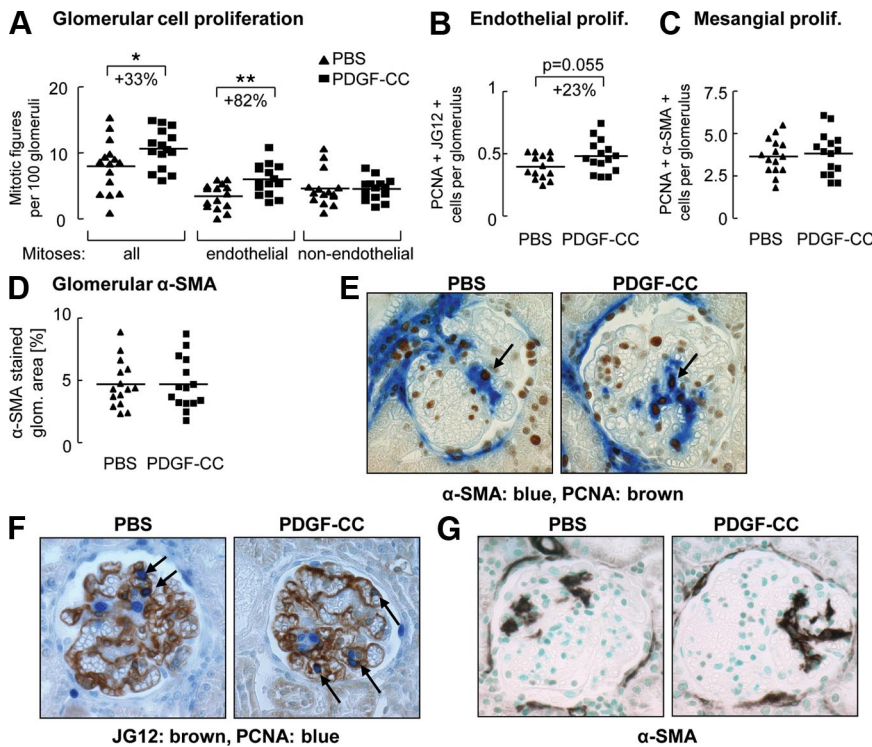 A Glomerular cell proliferation
PBS
PDGF-CC
*
+33%
**
+82%
Mitotic figures
per 100 glomeruli
20
10
0
Mitoses: all endothelial non-endothelial
B Endothelial prolif.
p=0.055
+23%
PCNA + JG12 +
cells per glomerulus
1
0.5
0
PBS PDGF-CC
C Mesangial prolif.
PCNA + α-SMA +
cells per glomerulus
7.5
5.0
2.5
0
PBS PDGF-CC
D Glomerular α-SMA
α-SMA stained
glom. area [%]
10
5
0
PBS PDGF-CC
E PBS PDGF-CC
α-SMA: blue, PCNA: brown
F PBS PDGF-CC
JG12: brown, PCNA: blue
G PBS PDGF-CC
α-SMA